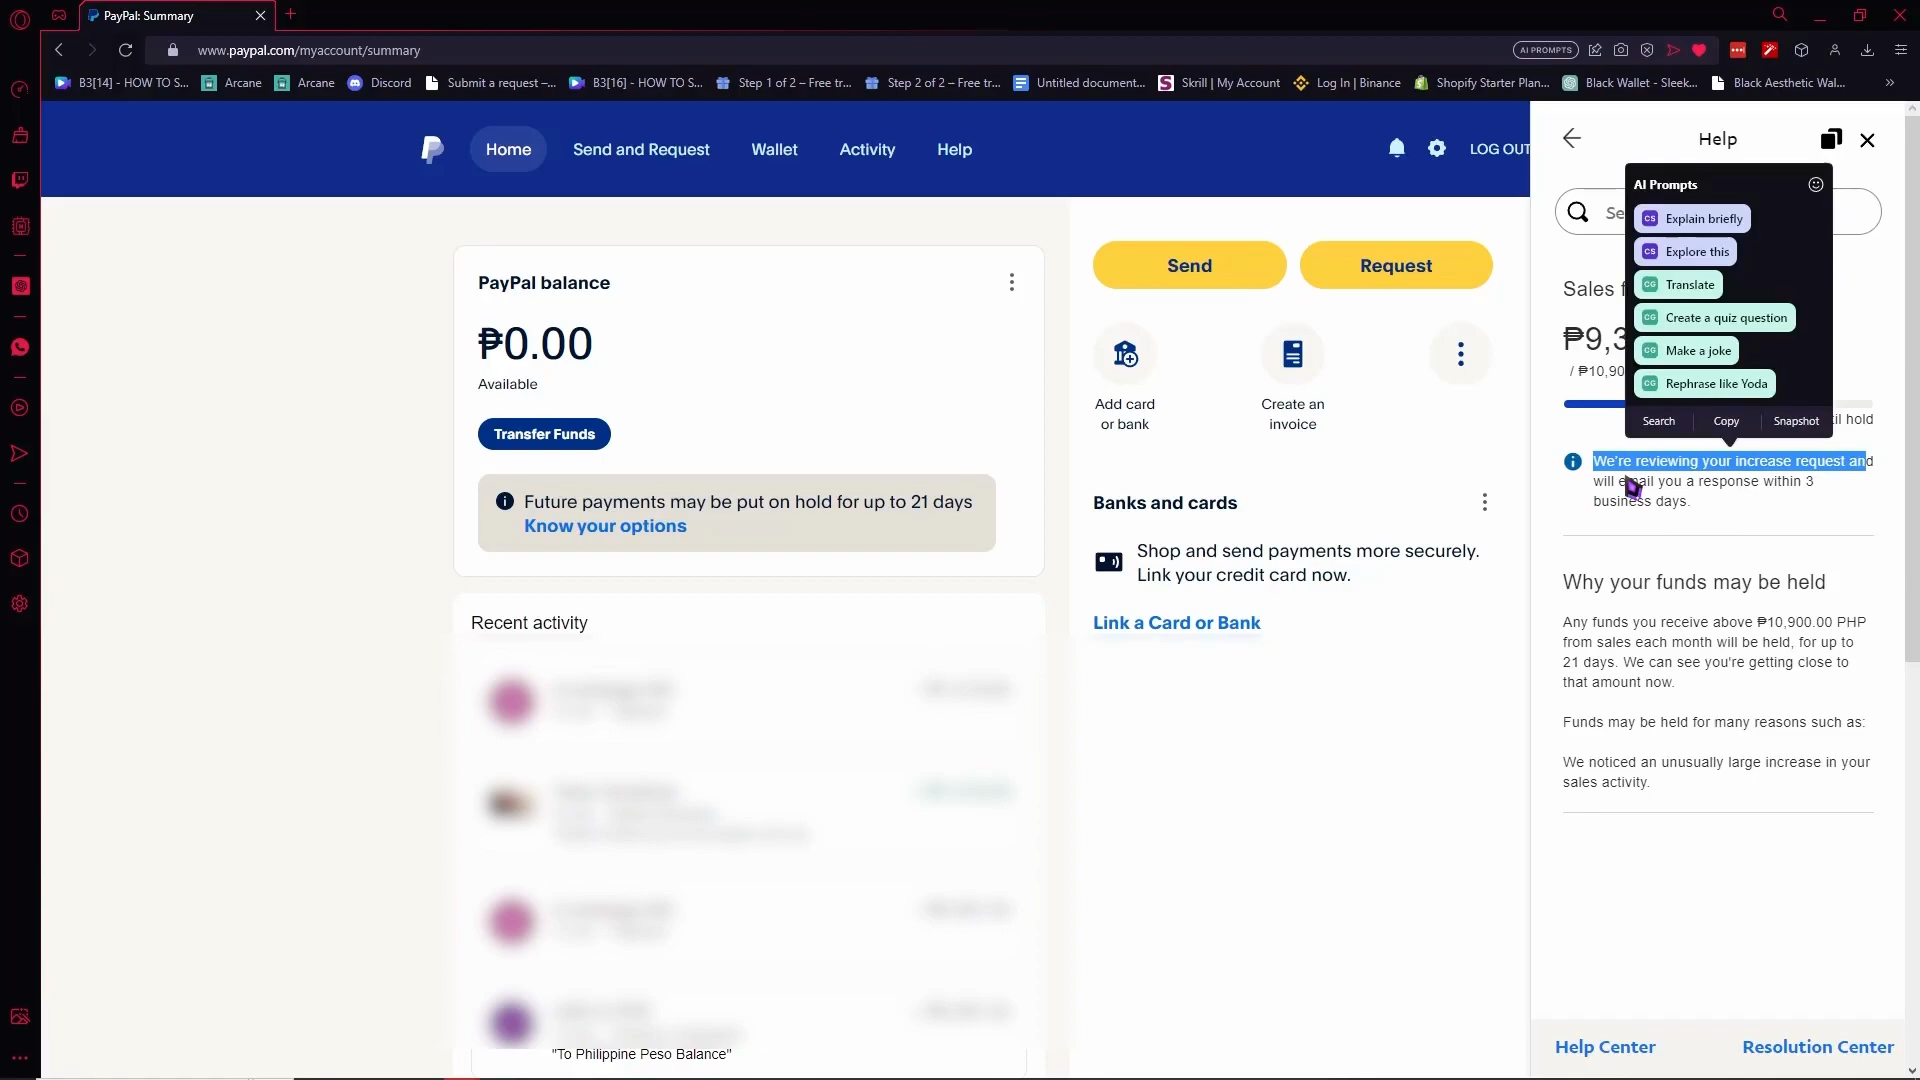 PayPal: Summary
www.paypal.com/myaccount/summary
AI PROMPTS
B3[14] - HOW TO S...
Arcane
Arcane
Discord
Submit a request –...
B3[16] - HOW TO S...
Step 1 of 2 – Free tr...
Step 2 of 2 – Free tr...
Untitled document...
Skrill | My Account
Log In | Binance
Shopify Starter Plan...
Black Wallet - Sleek...
Black Aesthetic Wal...
Home
Send and Request
Wallet
Activity
Help
LOG OUT
PayPal balance
₱0.00
Available
Transfer Funds
Future payments may be put on hold for up to 21 days
Know your options
Recent activity
"To Philippine Peso Balance"
Send
Request
Add card
or bank
Create an
invoice
Banks and cards
Shop and send payments more securely.
Link your credit card now.
Link a Card or Bank
Help
AI Prompts
CS Explain briefly
CS Explore this
CG Translate
CG Create a quiz question
CG Make a joke
CG Rephrase like Yoda
Search
Copy
Snapshot
Sales
₱9,3
/ ₱10,90
hold
We're reviewing your increase request and
will email you a response within 3
business days.
Why your funds may be held
Any funds you receive above ₱10,900.00 PHP
from sales each month will be held, for up to
21 days. We can see you're getting close to
that amount now.
Funds may be held for many reasons such as:
We noticed an unusually large increase in your
sales activity.
Help Center
Resolution Center